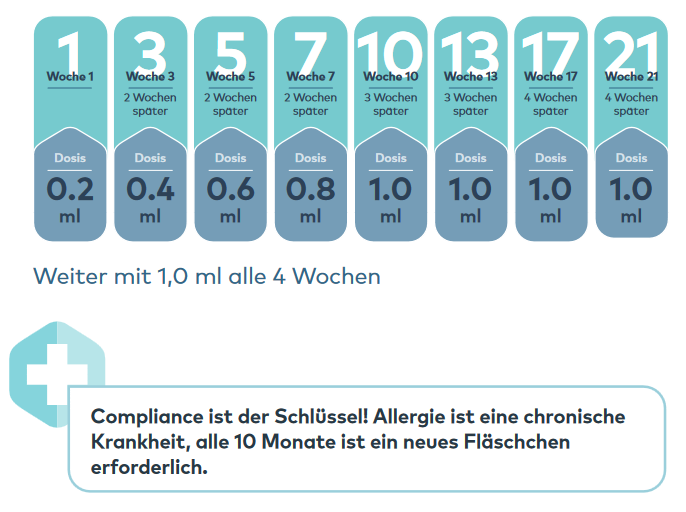 1 3 5 7 10 13 17 21
Woche 1 Woche 3 Woche 5 Woche 7 Woche 10 Woche 13 Woche 17 Woche 21
2 Wochen 2 Wochen 2 Wochen 3 Wochen 3 Wochen 4 Wochen 4 Wochen
später später später später später später später
Dosis Dosis Dosis Dosis Dosis Dosis Dosis Dosis
0.2 0.4 0.6 0.8 1.0 1.0 1.0 1.0
ml ml ml ml ml ml ml ml
Weiter mit 1,0 ml alle 4 Wochen
Compliance ist der Schlüssel! Allergie ist eine chronische
Krankheit, alle 10 Monate ist ein neues Fläschchen
erforderlich.